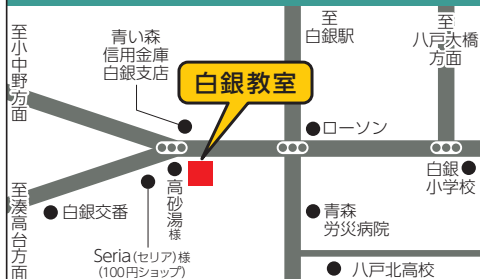 至小中野方面
青い森
信用金庫
白銀支店
至
白銀駅
至
八戸大橋
方面
白銀教室
ローソン
白銀
小学校
高砂湯様
至湊高台方面
白銀交番
Seria(セリア)様
(100円ショップ)
青森
労災病院
八戸北高校